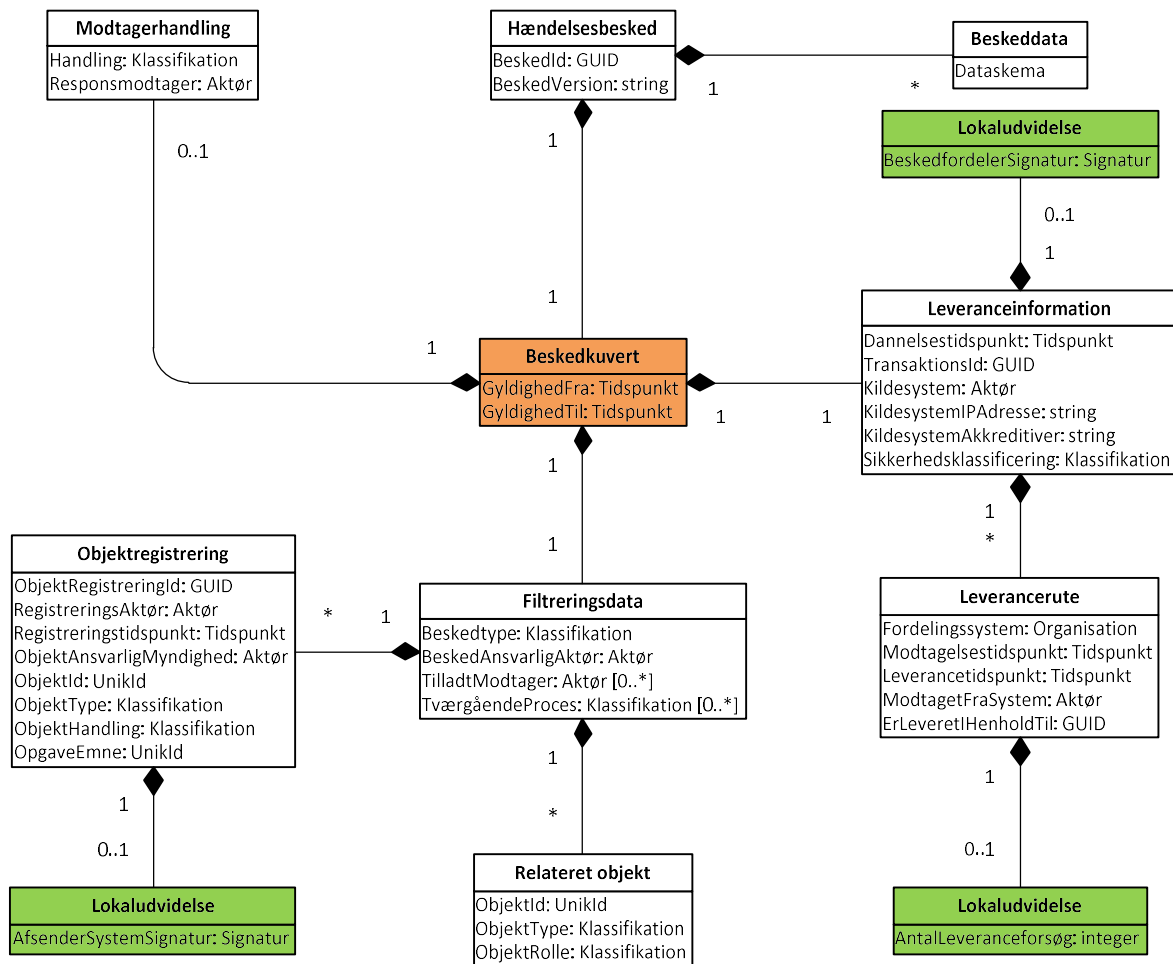 Modtagerhandling
Handling: Klassifikation
Responsmodtager: Aktør
0..1
Hændelsesbesked
BeskedId: GUID
BeskedVersion: string
1
*
Beskeddata
Dataskema
Lokaludvidelse
BeskedfordelerSignatur: Signatur
0..1
1
1
1
1
Beskedkuvert
GyldighedFra: Tidspunkt
GyldighedTil: Tidspunkt
1
1
Leveranceinformation
Dannelsestidspunkt: Tidspunkt
TransaktionsId: GUID
Kildesystem: Aktør
KildesystemIPAdresse: string
KildesystemAkkreditiver: string
Sikkerhedsklassificering: Klassifikation
1
*
1
1
Objektregistrering
ObjektRegistreringId: GUID
RegistreringsAktør: Aktør
Registreringstidspunkt: Tidspunkt
ObjektAnsvarligMyndighed: Aktør
ObjektId: UnikId
ObjektType: Klassifikation
ObjektHandling: Klassifikation
OpgaveEmne: UnikId
*
1
Filtreringsdata
Beskedtype: Klassifikation
BeskedAnsvarligAktør: Aktør
TilladtModtager: Aktør [0..*]
TværgåendeProces: Klassifikation [0..*]
Leverancerute
Fordelingssystem: Organisation
Modtagelsestidspunkt: Tidspunkt
Leverancetidspunkt: Tidspunkt
ModtagetFraSystem: Aktør
ErLeveretIHenholdTil: GUID
1
0..1
1
*
1
0..1
Lokaludvidelse
AfsenderSystemSignatur: Signatur
Relateret objekt
ObjektId: UnikId
ObjektType: Klassifikation
ObjektRolle: Klassifikation
Lokaludvidelse
AntalLeveranceforsøg: integer